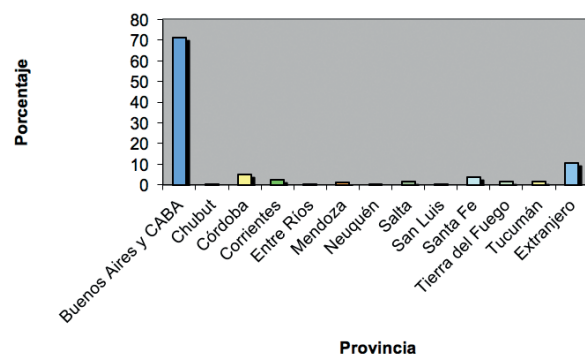 Porcentaje
80
70
60
50
40
30
20
10
0
Buenos Aires y CABA
Chubut
Córdoba
Corrientes
Entre Ríos
Mendoza
Neuquén
Salta
San Luis
Santa Fe
Tierra del Fuego
Tucumán
Extranjero
Provincia